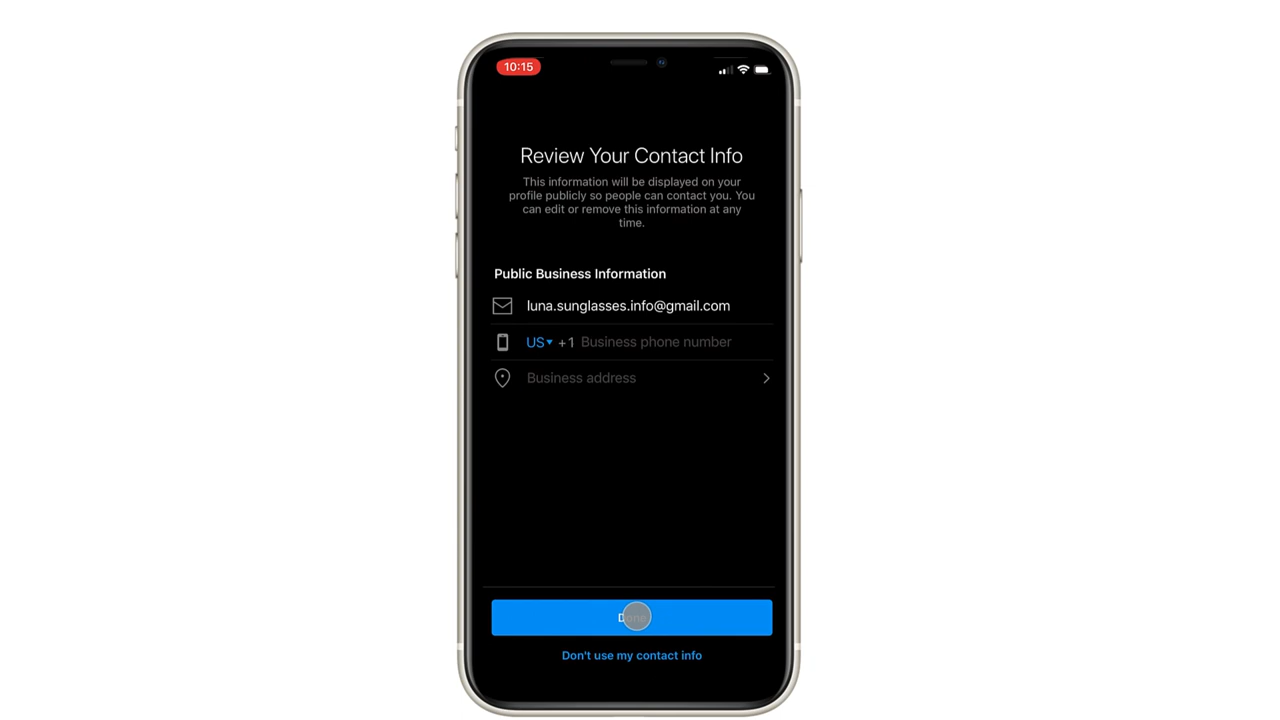 10:15
Review Your Contact Info
This information will be displayed on your
profile publicly so people can contact you. You
can edit or remove this information at any
time.
Public Business Information
luna.sunglasses.info@gmail.com
US +1 Business phone number
Business address
Done
Don't use my contact info